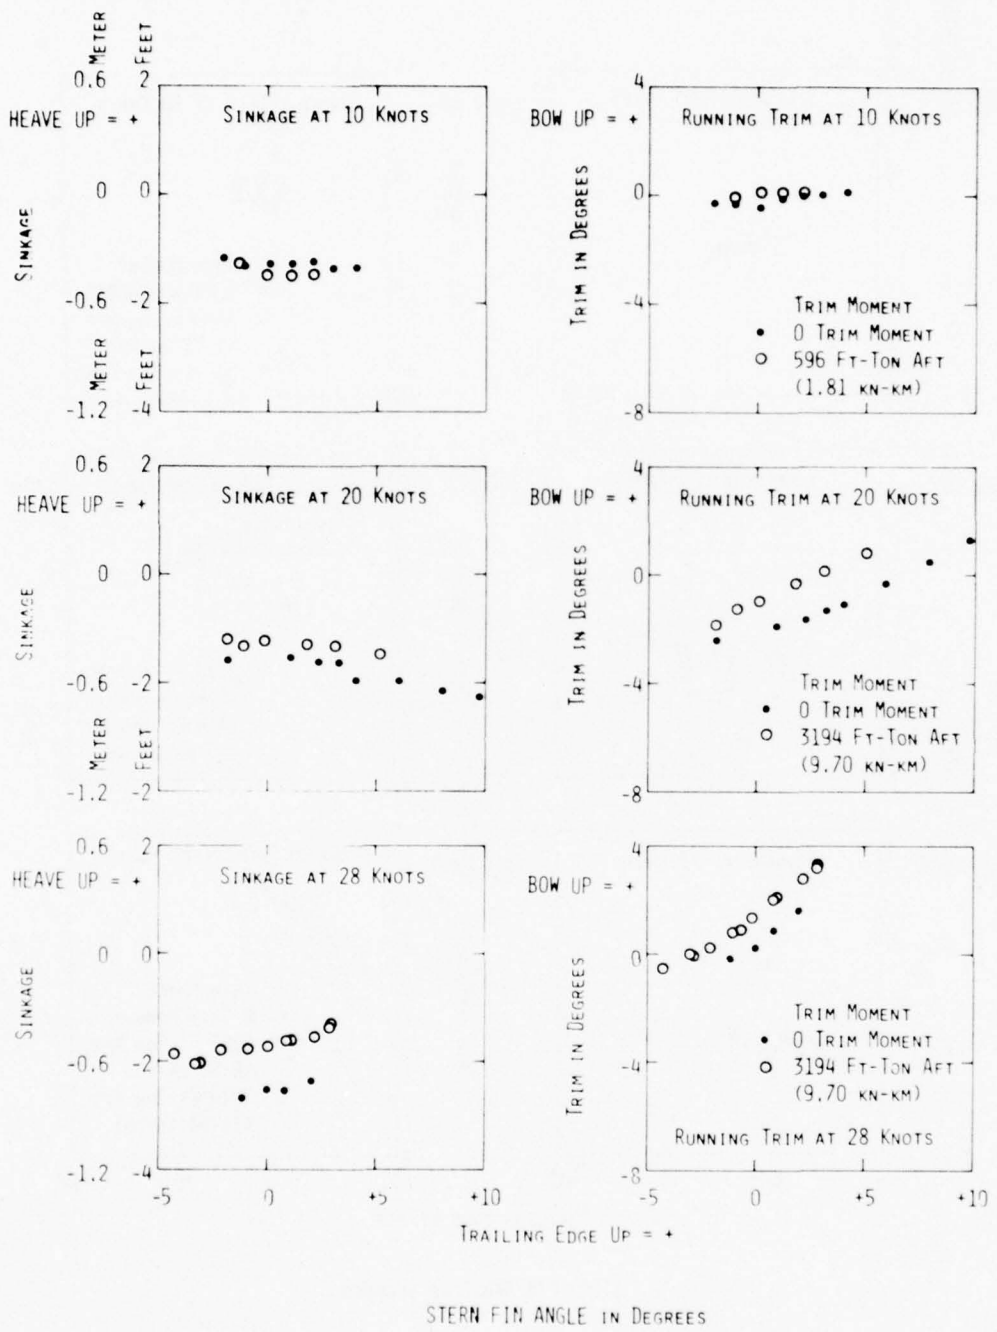 METER
FEET
0.6 2
HEAVE UP = +
SINKAGE AT 10 KNOTS
0 0
SINKAGE
-0.6 -2
METER
FEET
-1.2 -4
4
BOW UP = +
RUNNING TRIM AT 10 KNOTS
0
TRIM IN DEGREES
-4
TRIM MOMENT
0 TRIM MOMENT
596 FT-TON AFT
(1.81 KN-KM)
-8
0.6 2
HEAVE UP = +
SINKAGE AT 20 KNOTS
0 0
SINKAGE
-0.6 -2
METER
FEET
-1.2 -2
4
BOW UP = +
RUNNING TRIM AT 20 KNOTS
0
TRIM IN DEGREES
-4
TRIM MOMENT
0 TRIM MOMENT
3194 FT-TON AFT
(9.70 KN-KM)
-8
0.6 2
HEAVE UP = +
SINKAGE AT 28 KNOTS
0 0
SINKAGE
-0.6 -2
-1.2 -4
-5 0 +5 +10
4
BOW UP = +
0
TRIM IN DEGREES
-4
TRIM MOMENT
0 TRIM MOMENT
3194 FT-TON AFT
(9.70 KN-KM)
RUNNING TRIM AT 28 KNOTS
-8
-5 0 +5 +10
TRAILING EDGE UP = +
STERN FIN ANGLE IN DEGREES